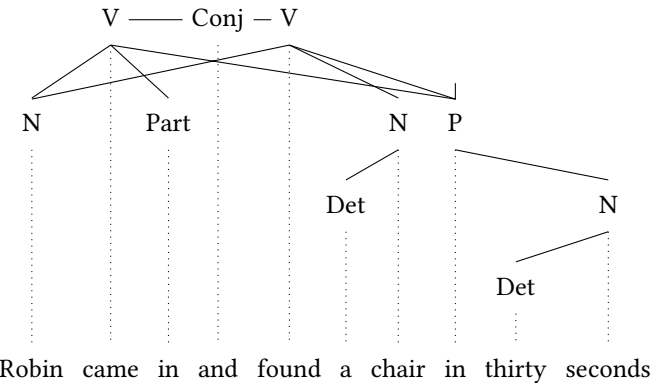 V Conj V
N Part N P
Det N
Det
Robin came in and found a chair in thirty seconds